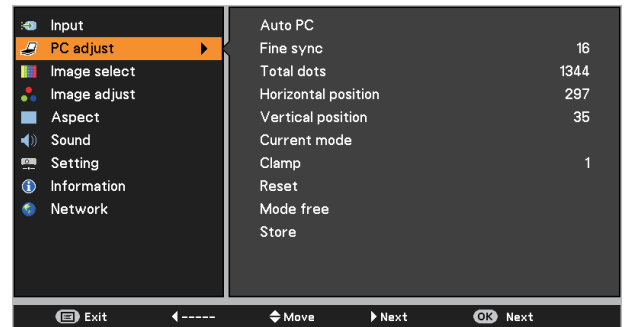 Input
PC adjust
Image select
Image adjust
Aspect
Sound
Setting
Information
Network
Auto PC
Fine sync 16
Total dots 1344
Horizontal position 297
Vertical position 35
Current mode
Clamp 1
Reset
Mode free
Store
Exit ----- Move Next OK Next